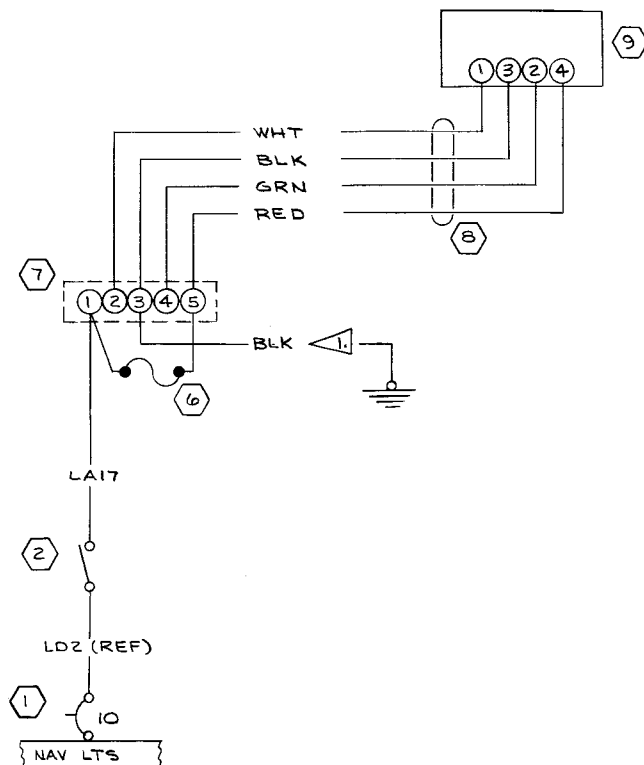 9
1 3 2 4
WHT
BLK
GRN
RED
8
7
1 2 3 4 5
BLK 1.
6
LA17
2
LD2 (REF)
1
10
NAV LTS